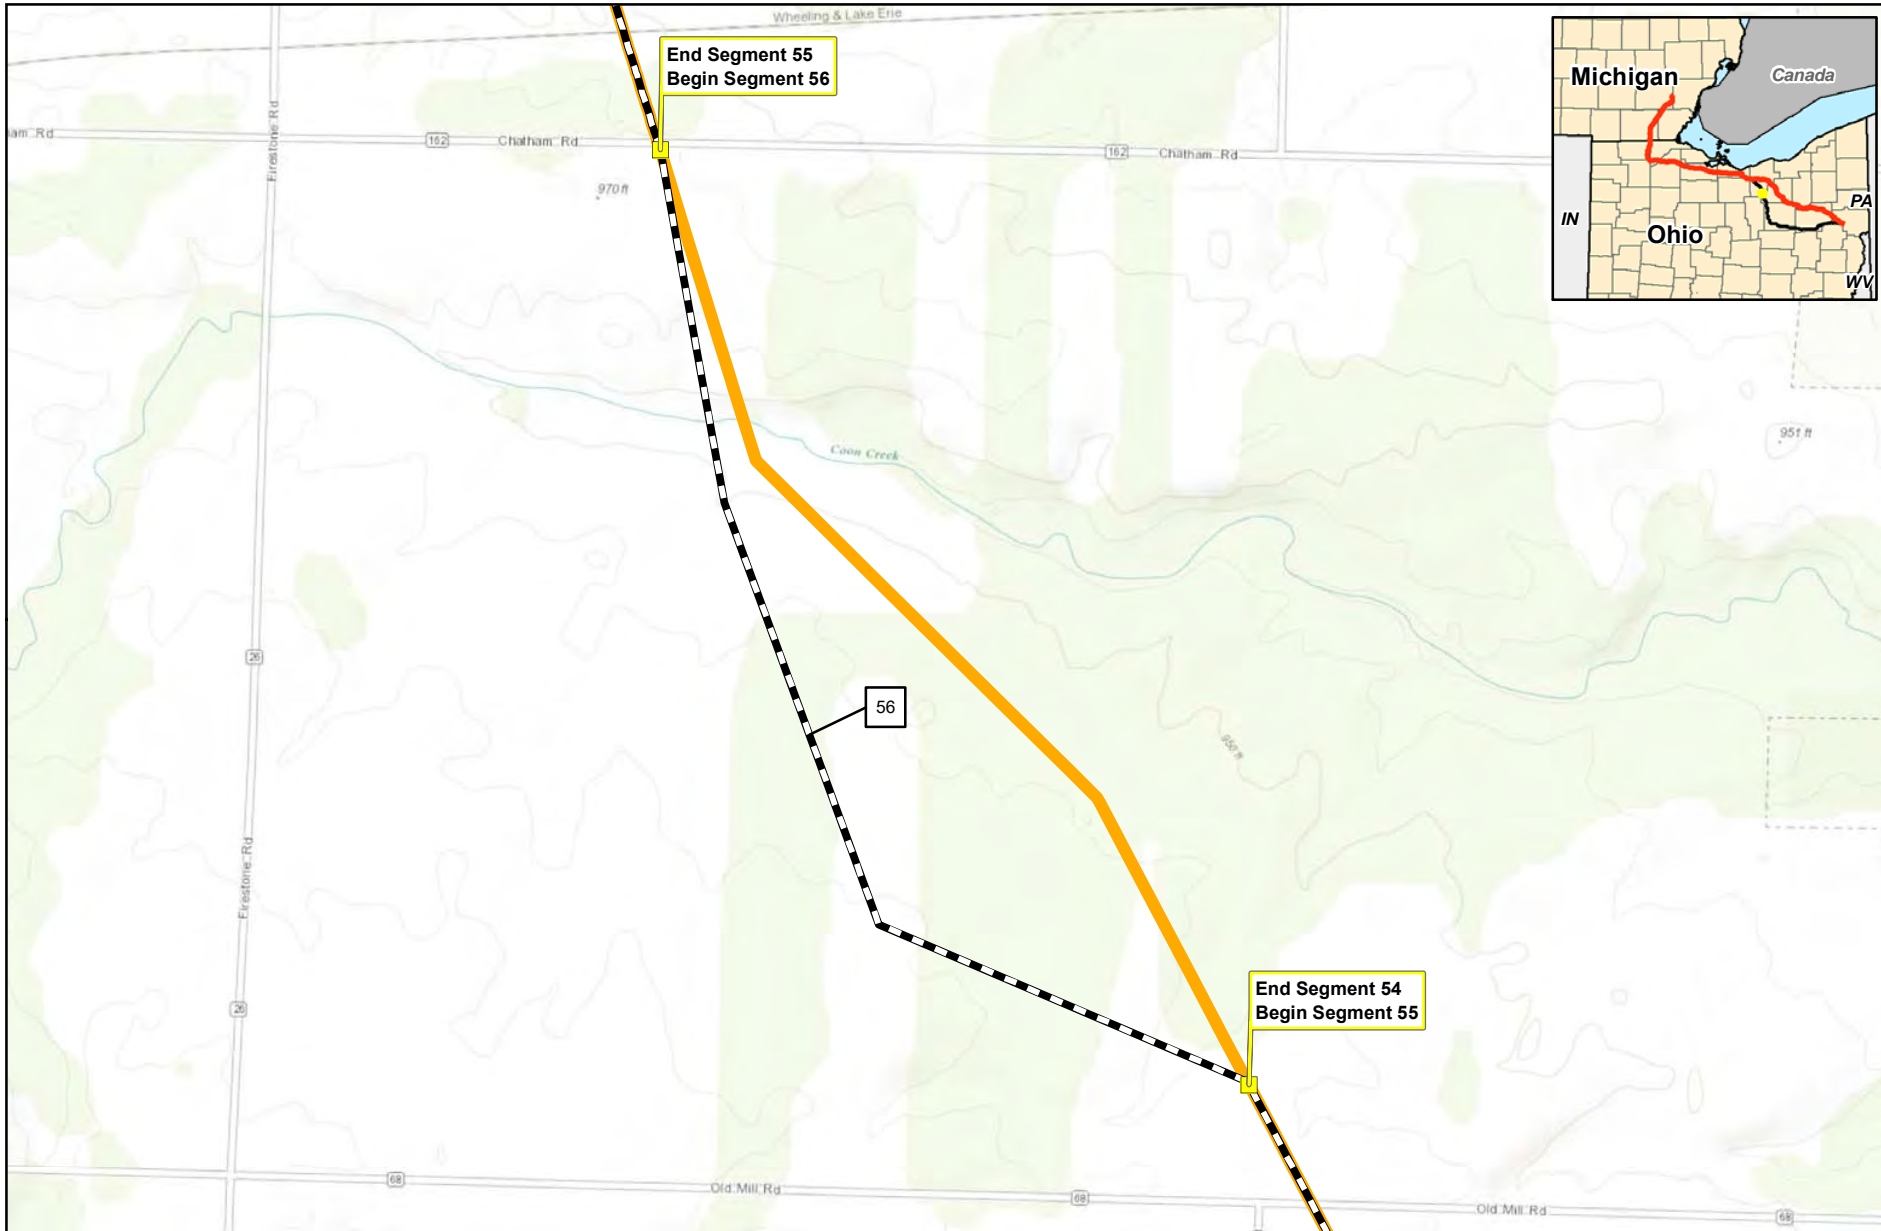 Wheeling & Lake Erie
End Segment 55
Begin Segment 56
Michigan
Canada
IN
Ohio
PA
WV
am Rd
162
Chatham Rd
162
Chatham Rd
Firestone Rd
970 ft
Coon Creek
951 ft
26
56
950 ft
Firestone Rd
End Segment 54
Begin Segment 55
26
68
Old Mill Rd
68
Old Mill Rd
68